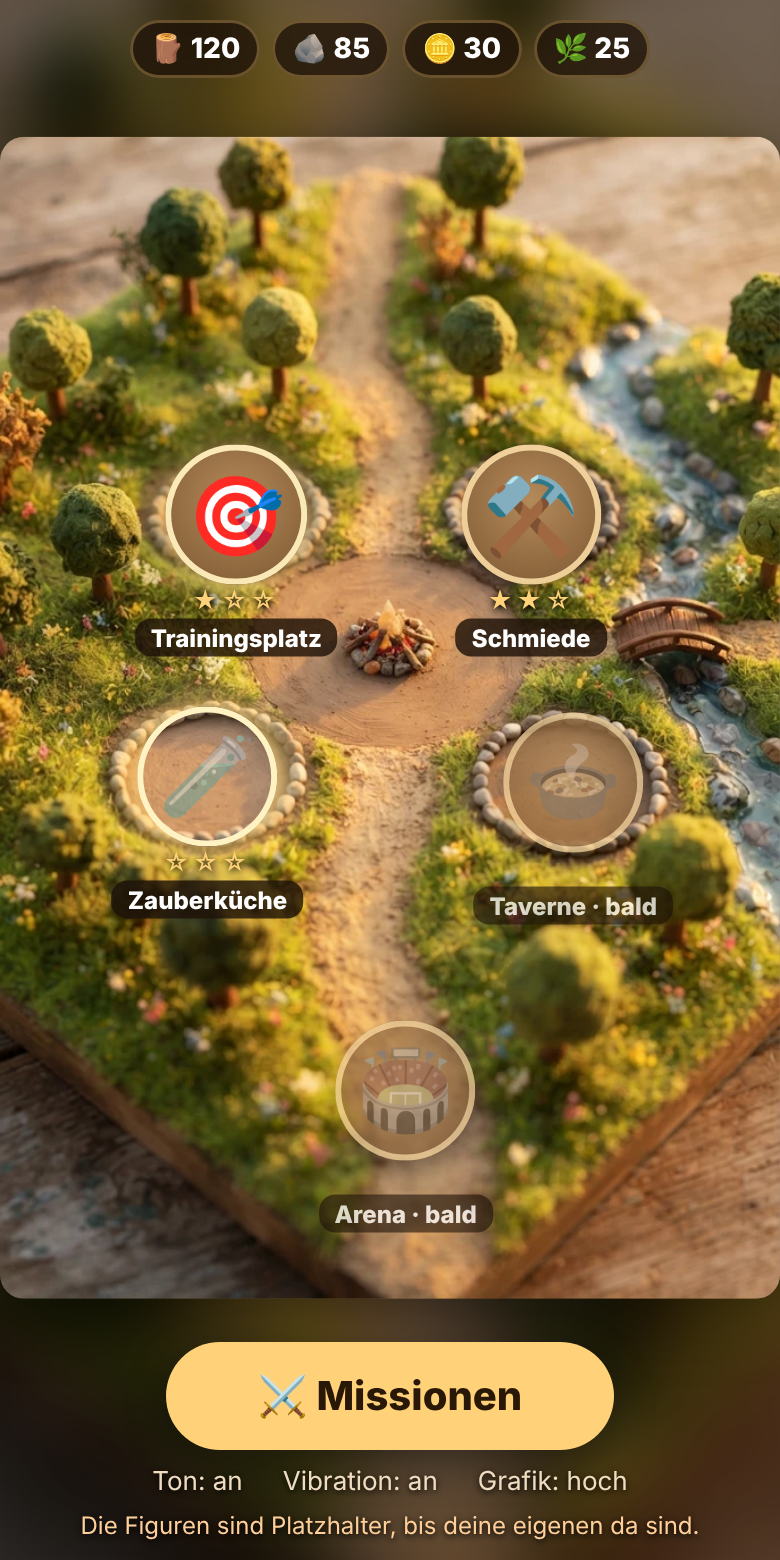 120 85 30 25
Trainingsplatz Schmiede
Zauberküche
Taverne · bald
Arena · bald
Missionen
Ton: an Vibration: an Grafik: hoch
Die Figuren sind Platzhalter, bis deine eigenen da sind.